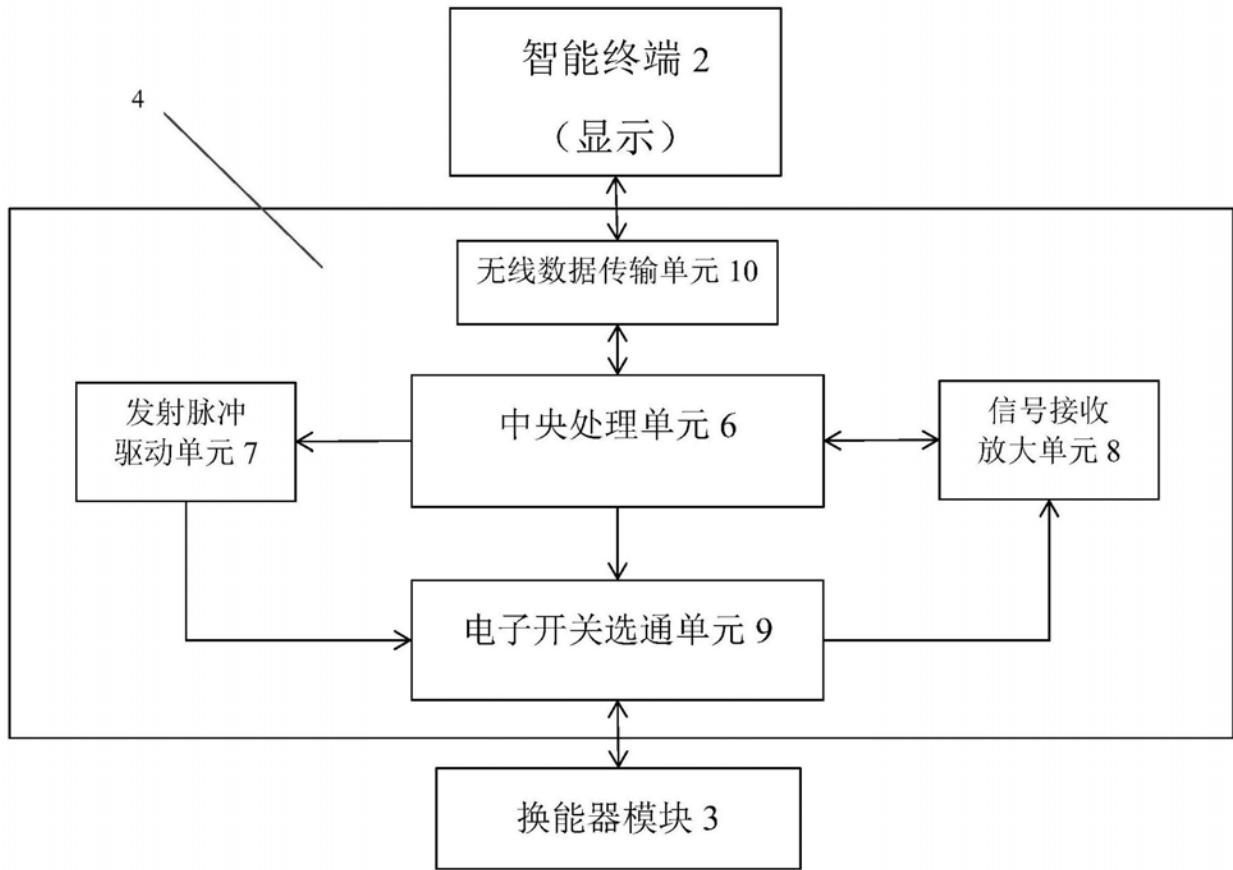 智能终端 2
（显示）
4
无线数据传输单元 10
发射脉冲
驱动单元 7
中央处理单元 6
信号接收
放大单元 8
电子开关选通单元 9
换能器模块 3